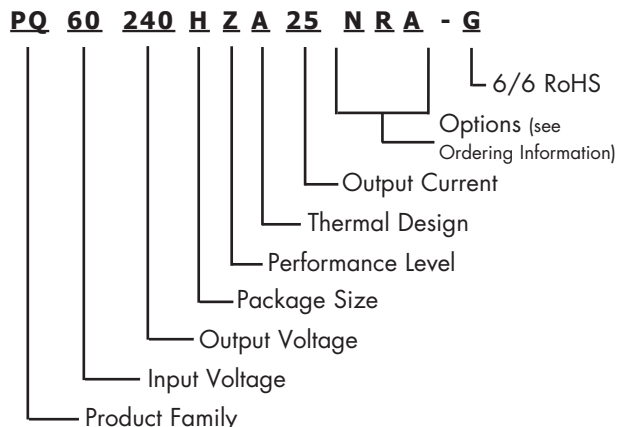 PQ 60 240 H Z A 25 N R A - G
6/6 RoHS
Options (see
Ordering Information)
Output Current
Thermal Design
Performance Level
Package Size
Output Voltage
Input Voltage
Product Family